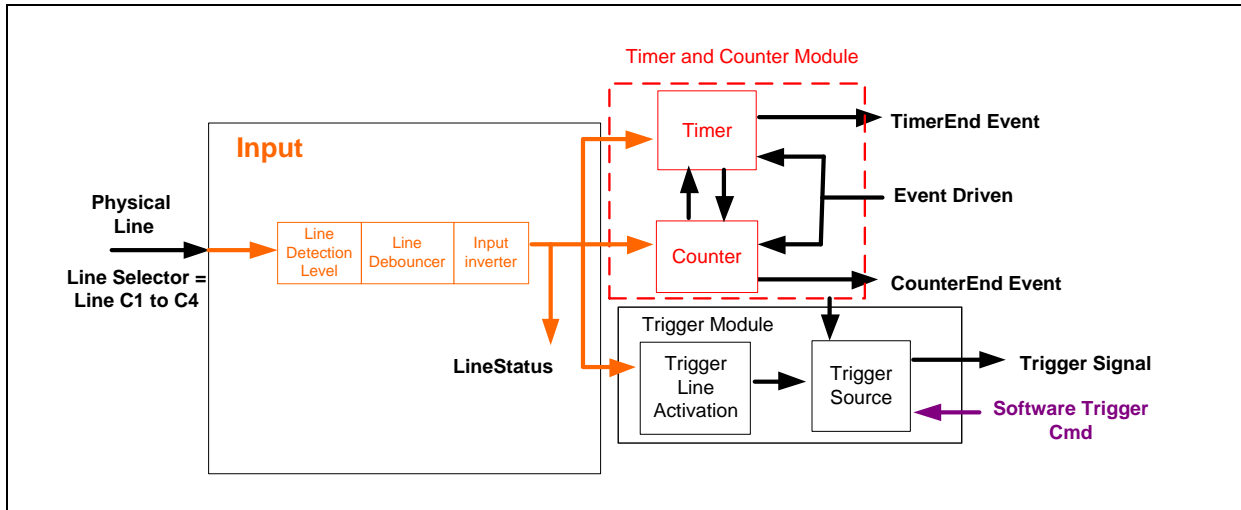 Timer and Counter Module
Timer
TimerEnd Event
Input
Physical
Line
Line Selector =
Line C1 to C4
Line
Detection
Level
Line
Debouncer
Input
inverter
Event Driven
Counter
CounterEnd Event
LineStatus
Trigger Module
Trigger
Line
Activation
Trigger
Source
Trigger Signal
Software Trigger
Cmd